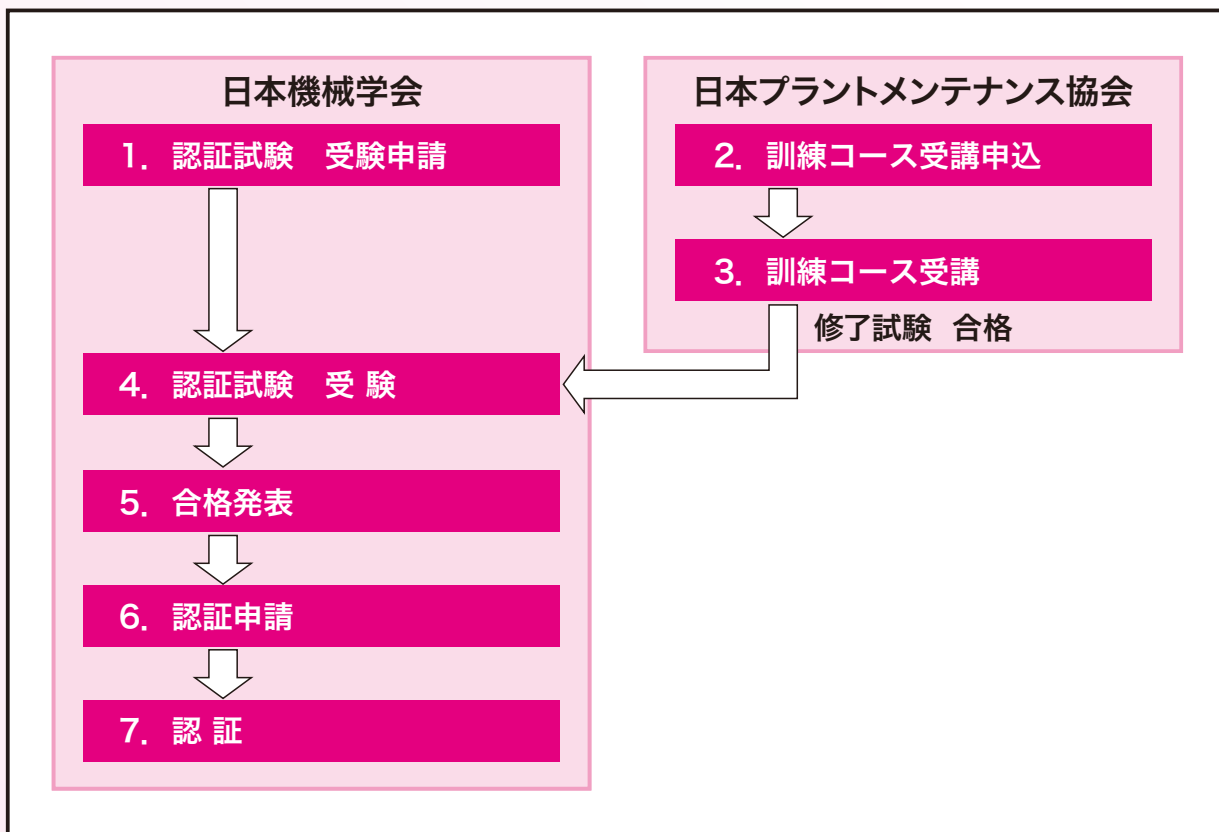 日本機械学会
1．認証試験　受験申請
4．認証試験　受 験
5．合格発表
6．認証申請
7．認 証
日本プラントメンテナンス協会
2．訓練コース受講申込
3．訓練コース受講
修了試験 合格